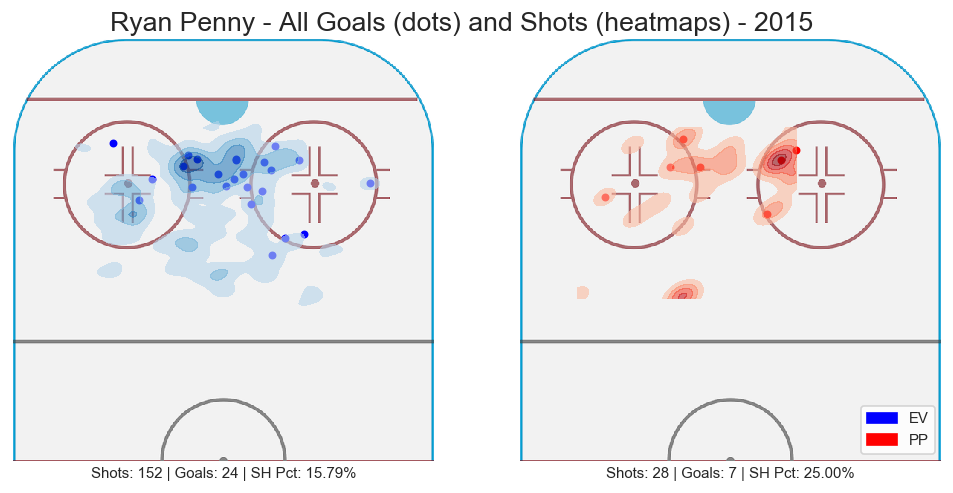 Ryan Penny - All Goals (dots) and Shots (heatmaps) - 2015
EV
PP
Shots: 152 | Goals: 24 | SH Pct: 15.79%
Shots: 28 | Goals: 7 | SH Pct: 25.00%